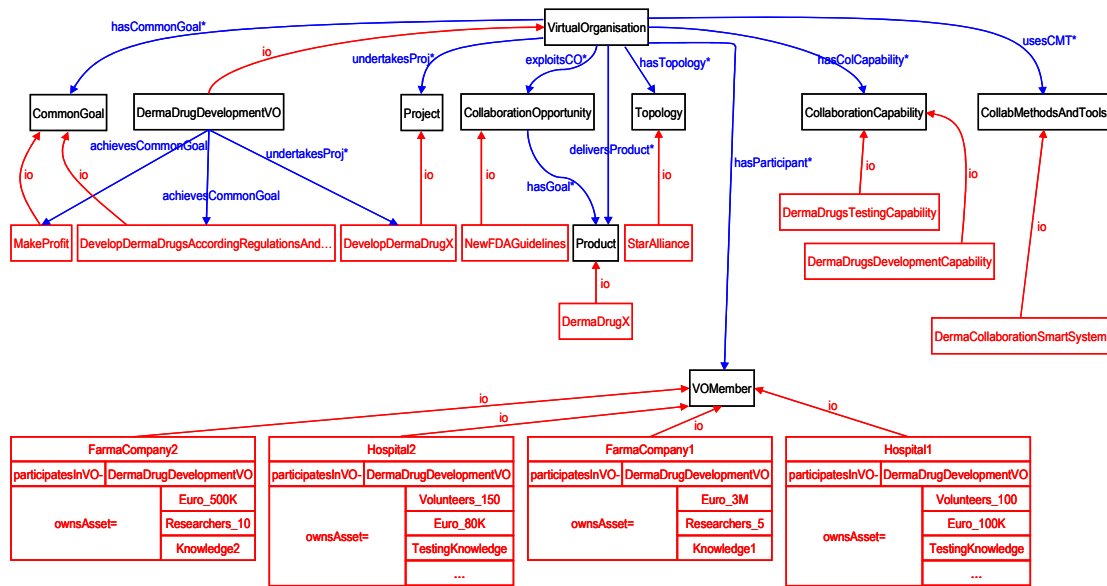 VirtualOrganisation
hasCommonGoal*
io
undertakesProj*
exploitsCO*
hasTopology*
hasColCapability*
usesCMT*
CommonGoal
DermaDrugDevelopmentVO
Project
CollaborationOpportunity
Topology
CollaborationCapability
CollabMethodsAndTools
achievesCommonGoal
undertakesProj*
deliversProduct*
hasParticipant*
io
io
achievesCommonGoal
io
io
hasGoal*
io
io
io
io
DermaDrugsTestingCapability
MakeProfit
DevelopDermaDrugsAccordingRegulationsAnd...
DevelopDermaDrugX
NewFDAGuidelines
Product
StarAlliance
DermaDrugsDevelopmentCapability
io
DermaDrugX
DermaCollaborationSmartSystem
VOMember
io
io
io
io
FarmaCompany2
participatesInVO- DermaDrugDevelopmentVO
ownsAsset=
Euro_500K
Researchers_10
Knowledge2
Hospital2
participatesInVO- DermaDrugDevelopmentVO
ownsAsset=
Volunteers_150
Euro_80K
TestingKnowledge
...
FarmaCompany1
participatesInVO- DermaDrugDevelopmentVO
ownsAsset=
Euro_3M
Researchers_5
Knowledge1
Hospital1
participatesInVO- DermaDrugDevelopmentVO
ownsAsset=
Volunteers_100
Euro_100K
TestingKnowledge
...